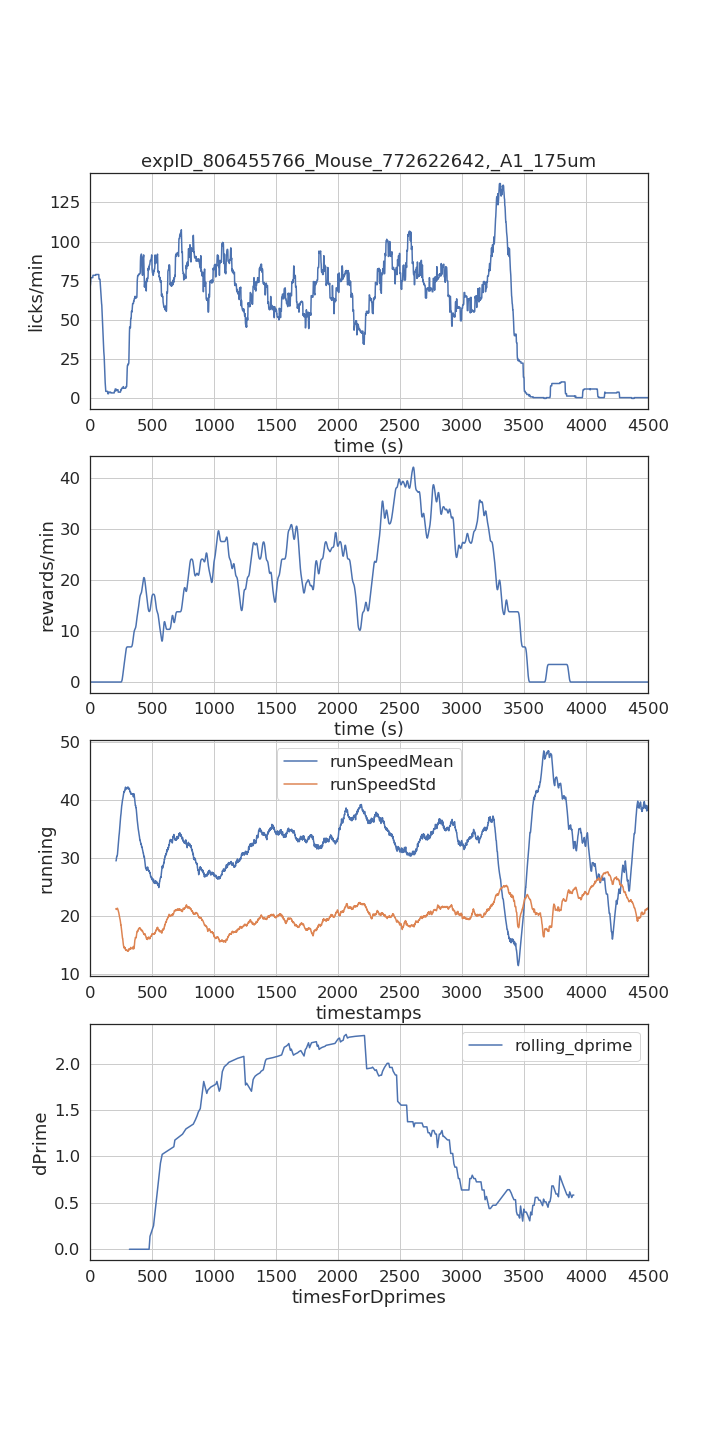 expID_806455766_Mouse_772622642,_A1_175um
125
100
75
50
25
0
licks/min
0 500 1000 1500 2000 2500 3000 3500 4000 4500
time (s)
40
30
20
10
0
rewards/min
0 500 1000 1500 2000 2500 3000 3500 4000 4500
time (s)
50
40
30
20
10
running
runSpeedMean
runSpeedStd
0 500 1000 1500 2000 2500 3000 3500 4000 4500
timestamps
2.0
1.5
1.0
0.5
0.0
dPrime
rolling_dprime
0 500 1000 1500 2000 2500 3000 3500 4000 4500
timesForDprimes